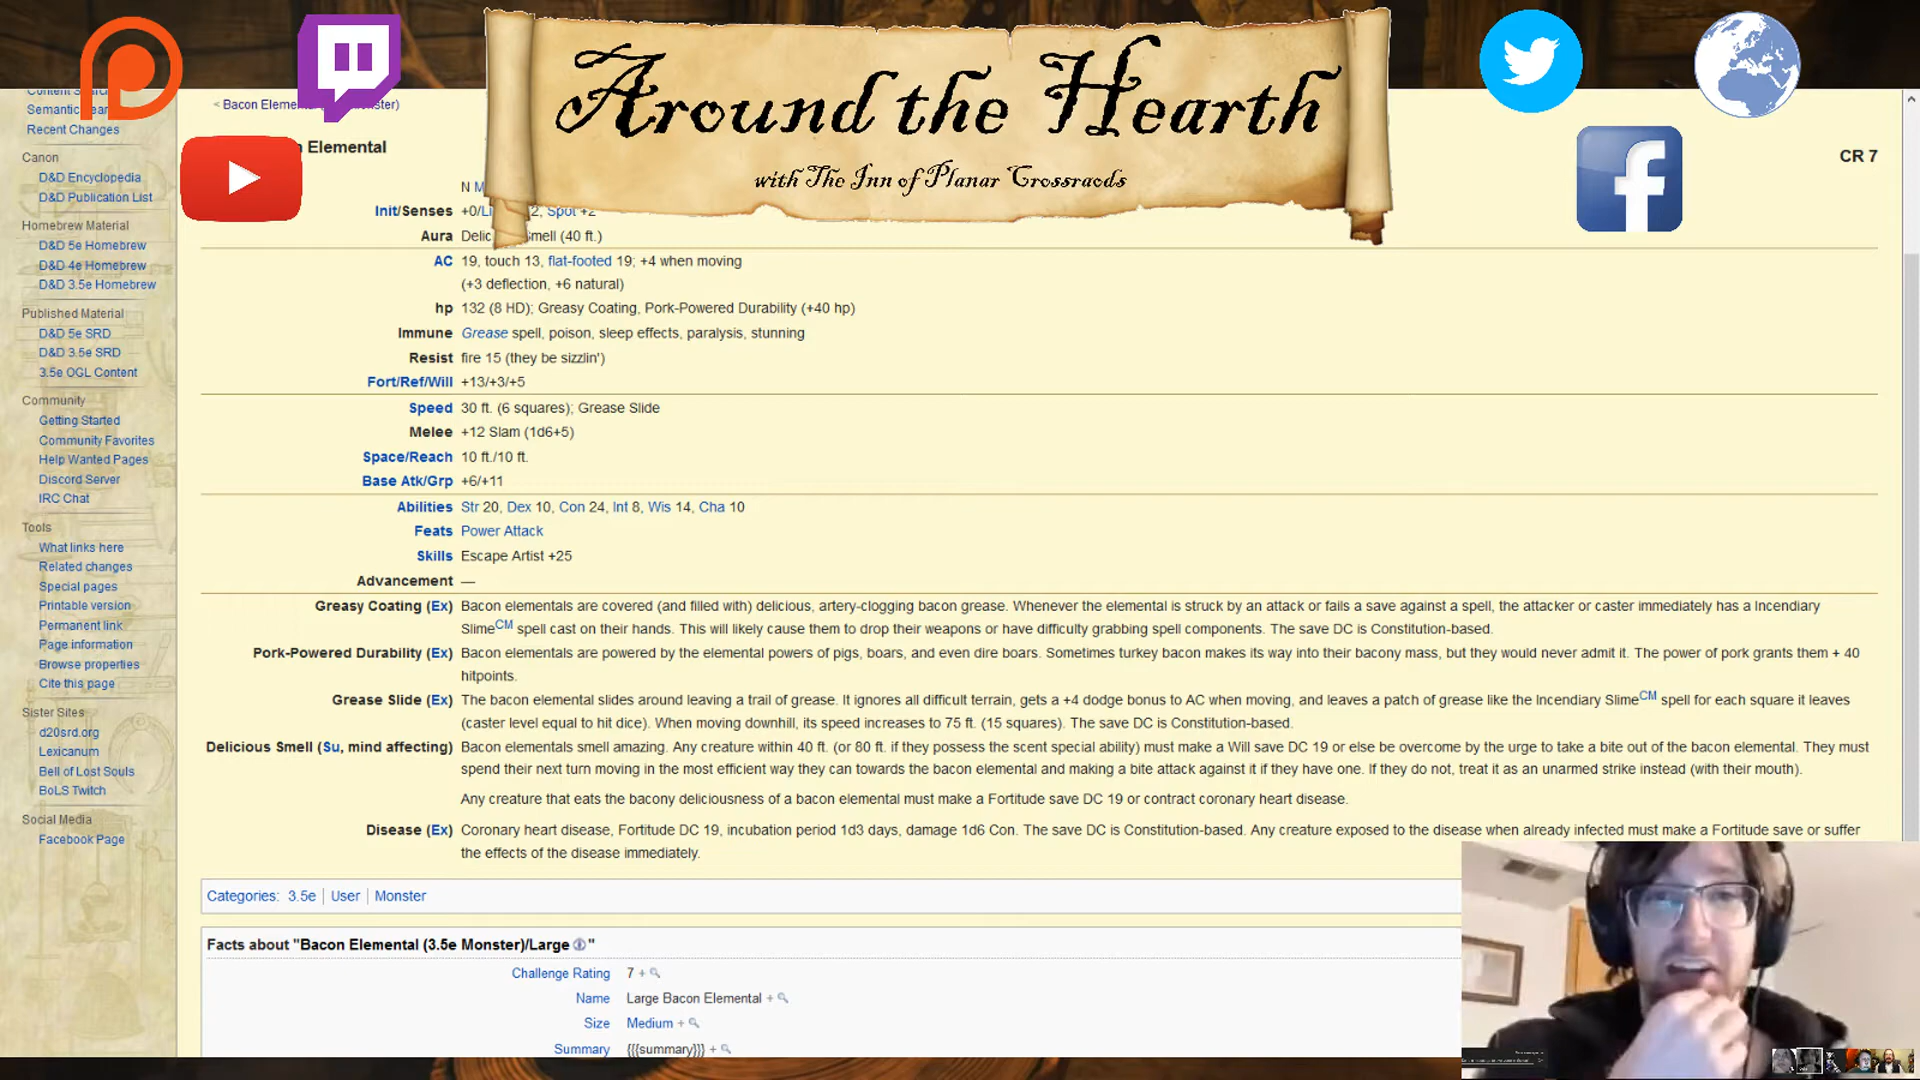 Around the Hearth
with The Inn of Planar Crossraods
Semantic
Recent Changes
Canon
D&D Encyclopedia
D&D Publication List
Homebrew Material
D&D 5e Homebrew
D&D 4e Homebrew
D&D 3.5e Homebrew
Published Material
D&D 5e SRD
D&D 3.5e SRD
3.5e OGL Content
Community
Getting Started
Community Favorites
Help Wanted Pages
Discord Server
IRC Chat
Tools
What links here
Related changes
Special pages
Printable version
Permanent link
Page information
Browse properties
Cite this page
Sister Sites
d20srd.org
Lexicanum
Bell of Lost Souls
BoLS Twitch
Social Media
Facebook Page
< Bacon
Elemental
CR 7
N
Init/Senses +0/ Spot +2
Aura Smell (40 ft.)
AC 19, touch 13, flat-footed 19; +4 when moving
(+3 deflection, +6 natural)
hp 132 (8 HD); Greasy Coating, Pork-Powered Durability (+40 hp)
Immune Grease spell, poison, sleep effects, paralysis, stunning
Resist fire 15 (they be sizzlin')
Fort/Ref/Will +13/+3/+5
Speed 30 ft. (6 squares); Grease Slide
Melee +12 Slam (1d6+5)
Space/Reach 10 ft./10 ft.
Base Atk/Grp +6/+11
Abilities Str 20, Dex 10, Con 24, Int 8, Wis 14, Cha 10
Feats Power Attack
Skills Escape Artist +25
Advancement —
Greasy Coating (Ex) Bacon elementals are covered (and filled with) delicious, artery-clogging bacon grease. Whenever the elemental is struck by an attack or fails a save against a spell, the attacker or caster immediately has a Incendiary
SlimeCM spell cast on their hands. This will likely cause them to drop their weapons or have difficulty grabbing spell components. The save DC is Constitution-based.
Pork-Powered Durability (Ex) Bacon elementals are powered by the elemental powers of pigs, boars, and even dire boars. Sometimes turkey bacon makes its way into their bacony mass, but they would never admit it. The power of pork grants them + 40
hitpoints.
Grease Slide (Ex) The bacon elemental slides around leaving a trail of grease. It ignores all difficult terrain, gets a +4 dodge bonus to AC when moving, and leaves a patch of grease like the Incendiary SlimeCM spell for each square it leaves
(caster level equal to hit dice). When moving downhill, its speed increases to 75 ft. (15 squares). The save DC is Constitution-based.
Delicious Smell (Su, mind affecting) Bacon elementals smell amazing. Any creature within 40 ft. (or 80 ft. if they possess the scent special ability) must make a Will save DC 19 or else be overcome by the urge to take a bite out of the bacon elemental. They must
spend their next turn moving in the most efficient way they can towards the bacon elemental and making a bite attack against it if they have one. If they do not, treat it as an unarmed strike instead (with their mouth).
Any creature that eats the bacony deliciousness of a bacon elemental must make a Fortitude save DC 19 or contract coronary heart disease.
Disease (Ex) Coronary heart disease, Fortitude DC 19, incubation period 1d3 days, damage 1d6 Con. The save DC is Constitution-based. Any creature exposed to the disease when already infected must make a Fortitude save or suffer
the effects of the disease immediately.
Categories: 3.5e | User | Monster
Facts about "Bacon Elemental (3.5e Monster)/Large "
Challenge Rating 7 +
Name Large Bacon Elemental +
Size Medium +
Summary {{{summary}}} +